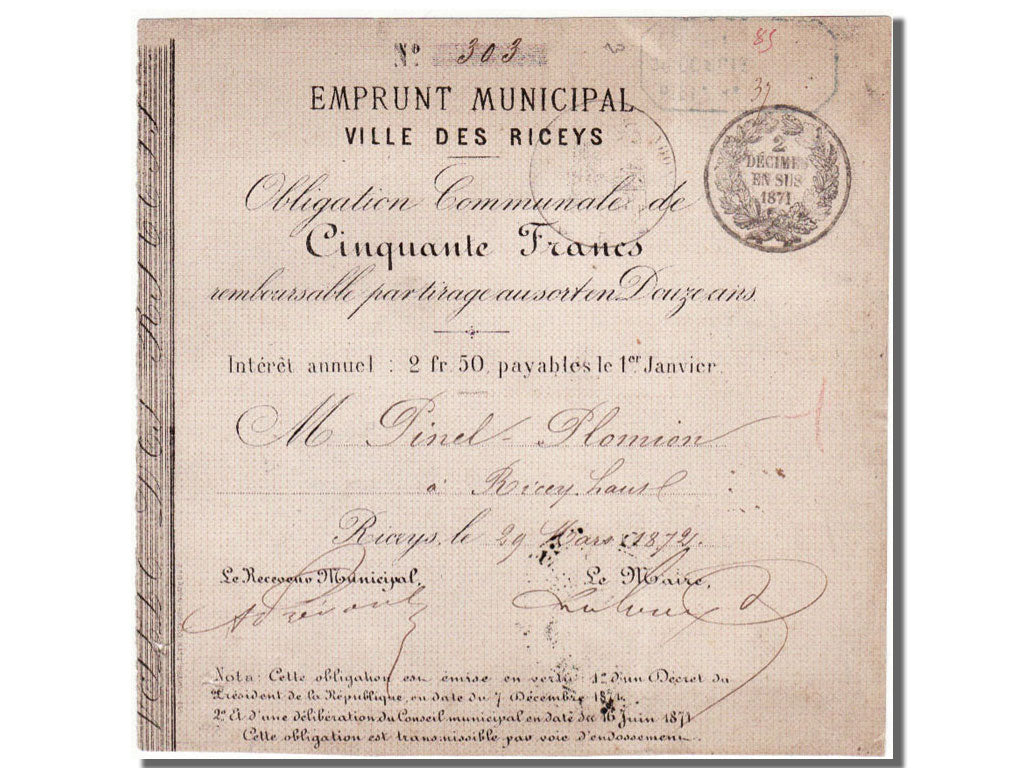 N° 303
85
37
EMPRUNT MUNICIPAL
VILLE DES RICEYS
2
DÉCIMES
EN SUS
1871
Obligation Communale de
Cinquante Francs
remboursable par tirage au sort en Douze ans.
Intérêt annuel : 2 fr. 50, payables le 1er Janvier.
M Pinel-Plomion
à Ricey haut
Riceys, le 29 Mars 1872.
Le Receveur Municipal, Le Maire,
Nota: Cette obligation est émise en vertu: 1° d'un Décret du
Président de la République, en date du 7 Décembre 1871.
2° Et d'une délibération du Conseil municipal en date du 16 Juin 1871
Cette obligation est transmissible par voie d'endossement.